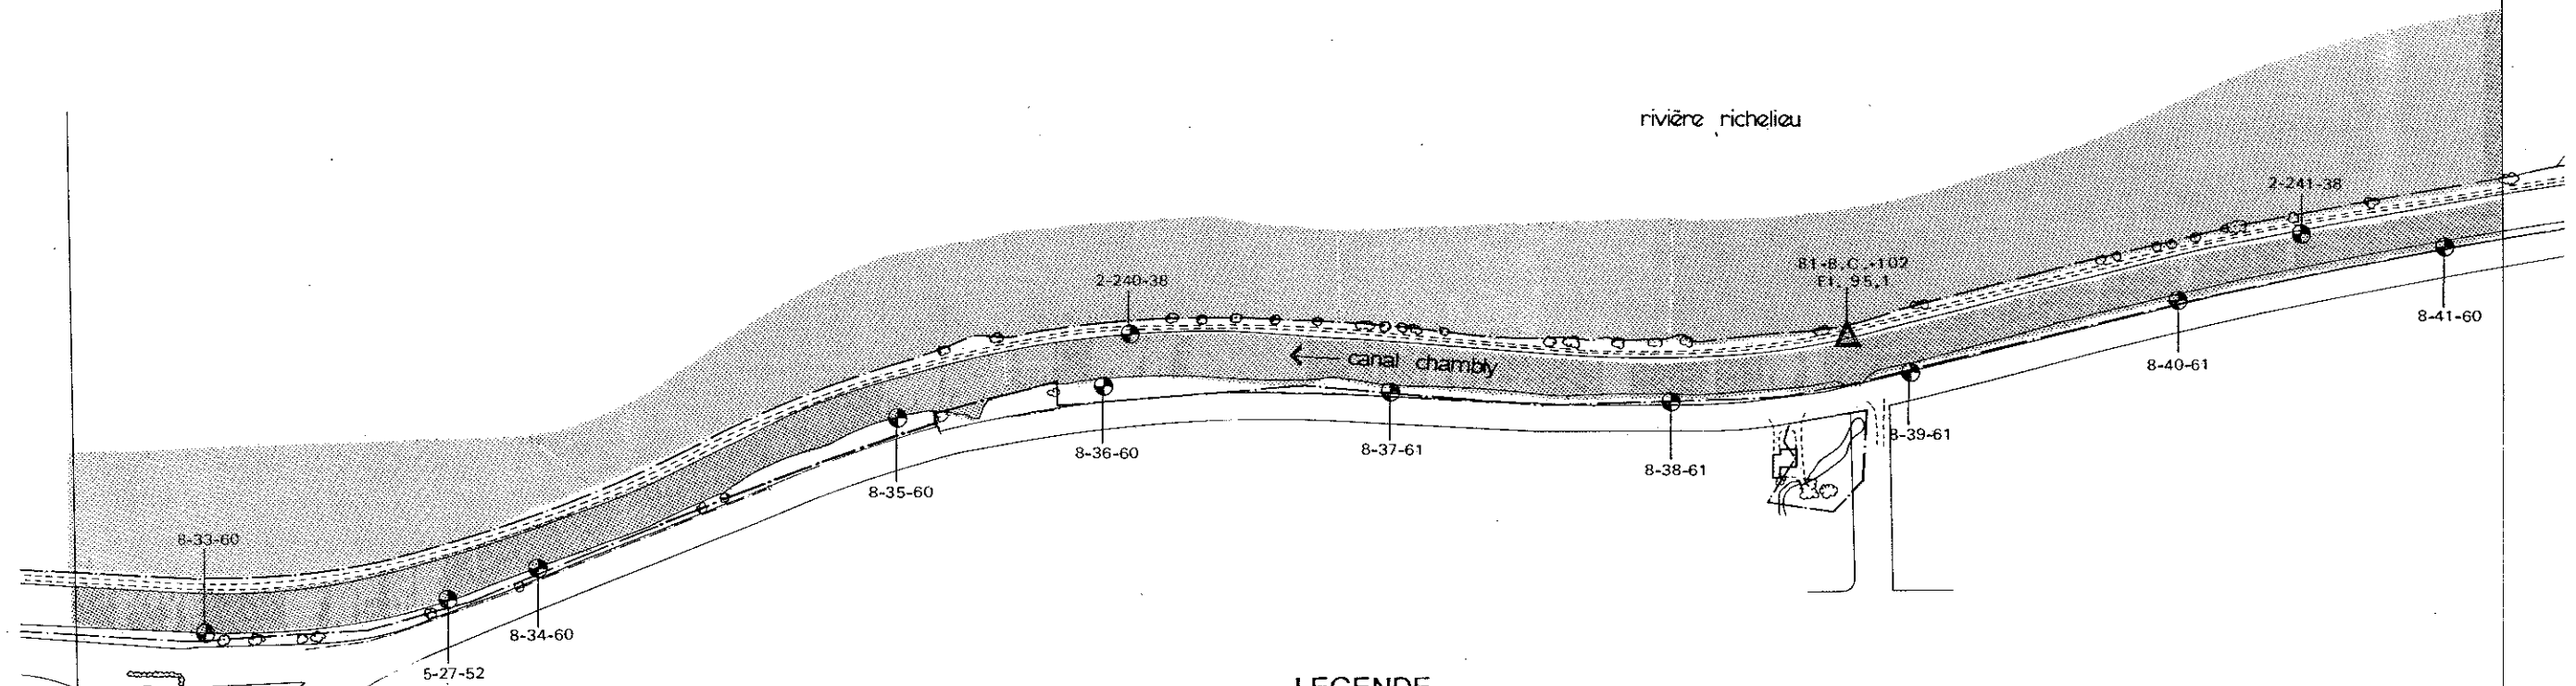 rivière richelieu
2-241-38
81-B.C.-102
El. 95.1
2-240-38
8-41-60
canal chambly
8-40-61
8-39-61
8-36-60
8-37-61
8-38-61
8-35-60
8-33-60
8-34-60
5-27-52
LEGENDE